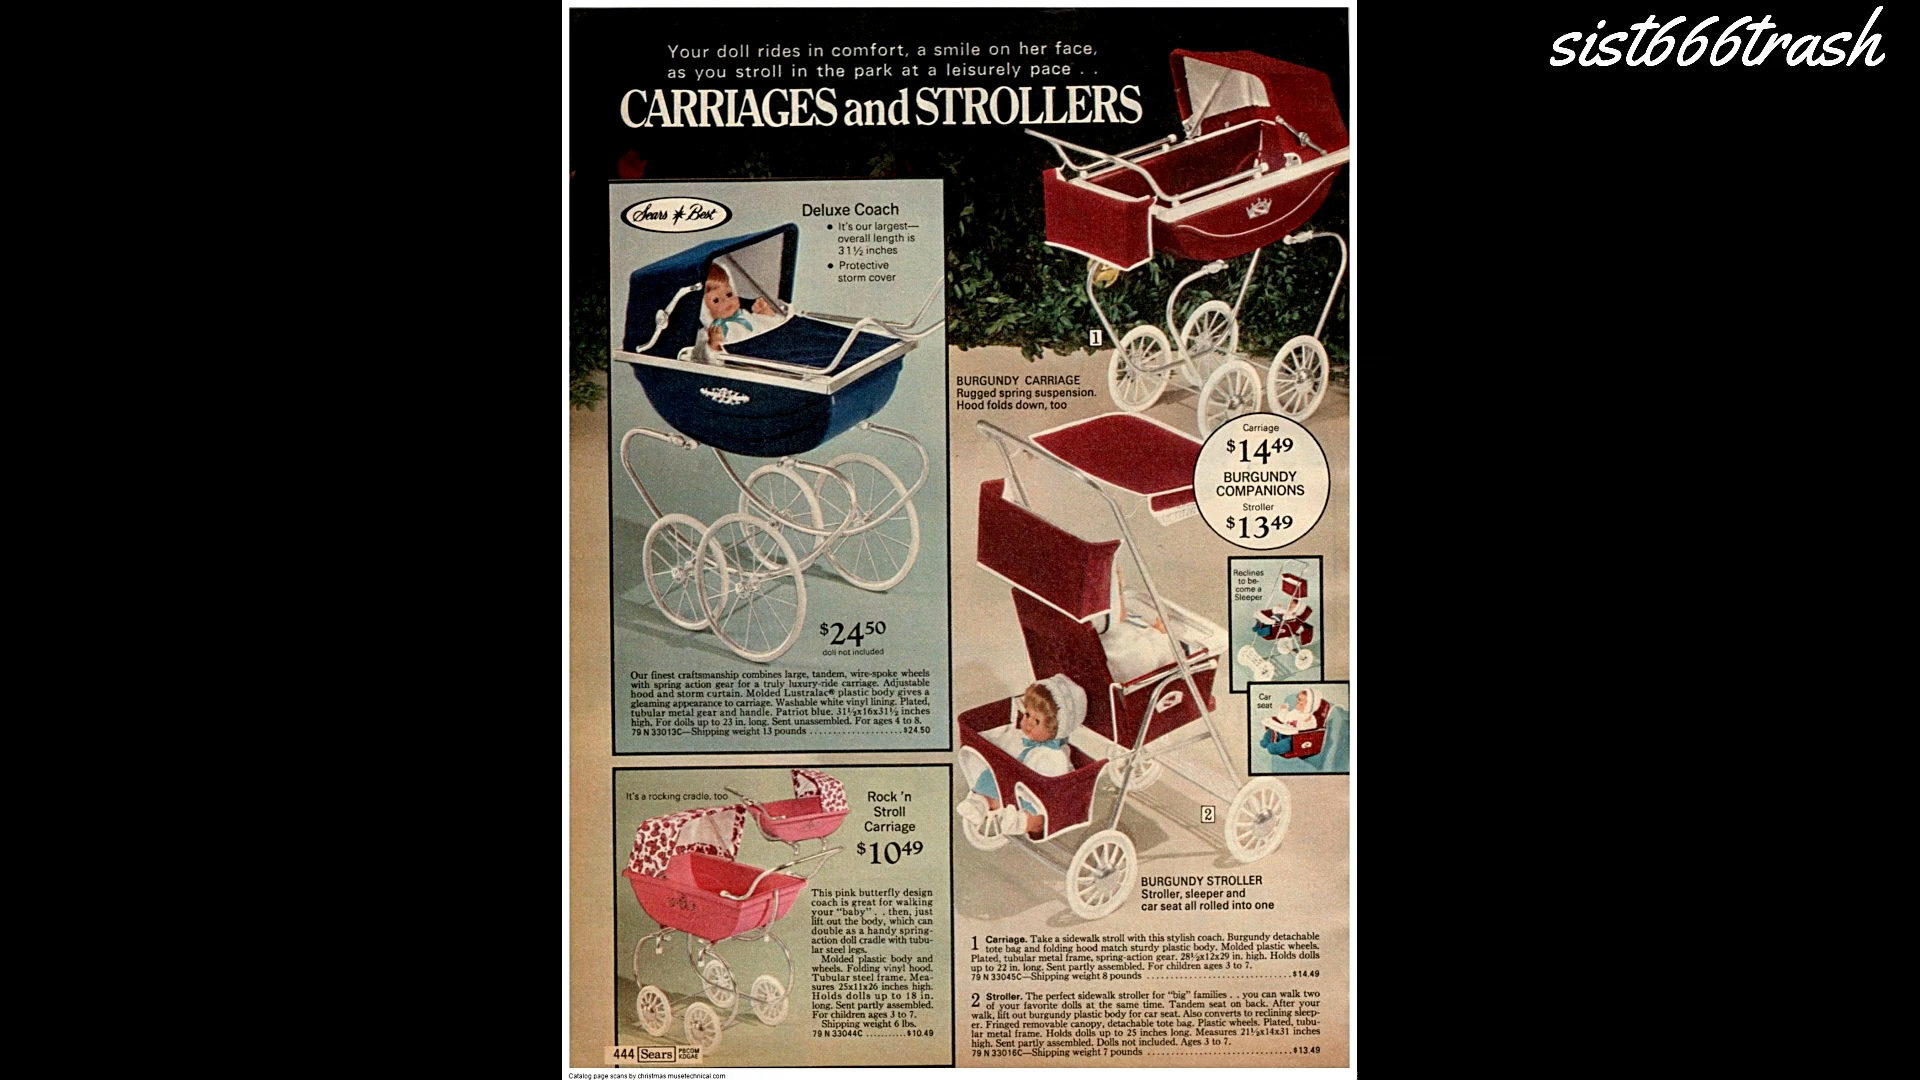 sist666trash
Your doll rides in comfort, a smile on her face,
as you stroll in the park at a leisurely pace . .
CARRIAGES and STROLLERS
Sears Best
Deluxe Coach
• It's our largest—
overall length is
31½ inches
• Protective
storm cover
$24.50
doll not included
Our finest craftsmanship combines large, tandem, wire-spoke wheels
with spring action gear for a truly luxury-ride carriage. Adjustable
hood and storm curtain. Molded Lustralac® plastic body gives a
gleaming appearance to carriage. Washable white vinyl lining. Plated,
tubular metal gear and handle. Patriot blue. 31½x16x31½ inches
high. For dolls up to 23 in. long. Sent unassembled. For ages 4 to 8.
79 N 33013C—Shipping weight 13 pounds . . . . . . . . . . . . . . . . . . . $24.50
1
BURGUNDY CARRIAGE
Rugged spring suspension.
Hood folds down, too
Carriage
$14.49
BURGUNDY
COMPANIONS
Stroller
$13.49
Reclines
to be-
come a
Sleeper
Car
seat
2
BURGUNDY STROLLER
Stroller, sleeper and
car seat all rolled into one
It's a rocking cradle, too
Rock 'n
Stroll
Carriage
$10.49
This pink butterfly design
coach is great for walking
your "baby" . . then, just
lift out the body, which can
double as a handy spring-
action doll cradle with tubu-
lar steel legs.
Molded plastic body and
wheels. Folding vinyl hood.
Tubular steel frame. Mea-
sures 25x11x26 inches high.
Holds dolls up to 18 in.
long. Sent partly assembled.
For children ages 3 to 7.
Shipping weight 6 lbs.
79 N 33044C . . . . . . . . . . $10.49
1 Carriage. Take a sidewalk stroll with this stylish coach. Burgundy detachable
tote bag and folding hood match sturdy plastic body. Molded plastic wheels.
Plated, tubular metal frame, spring-action gear. 28½x12x29 in. high. Holds dolls
up to 22 in. long. Sent partly assembled. For children ages 3 to 7.
79 N 33045C—Shipping weight 8 pounds . . . . . . . . . . . . . . . . . . . $14.49
2 Stroller. The perfect sidewalk stroller for "big" families . . you can walk two
of your favorite dolls at the same time. Tandem seat on back. After your
walk, lift out burgundy plastic body for car seat. Also converts to reclining sleep-
er. Fringed removable canopy, detachable tote bag. Plastic wheels. Plated, tubu-
lar metal frame. Holds dolls up to 25 inches long. Measures 21½x14x31 inches
high. Sent partly assembled. Dolls not included. Ages 3 to 7.
79 N 33016C—Shipping weight 7 pounds . . . . . . . . . . . . . . . . . . . $13.49
444 Sears PBCOM
KDGAE
Catalog page scans by christmas.musetechnical.com